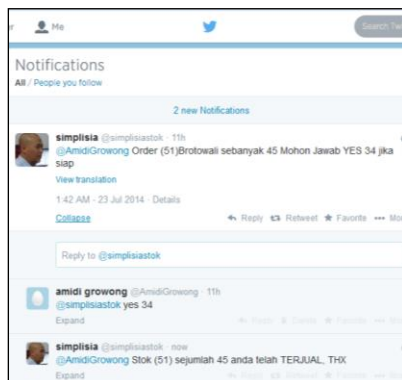 Me
Search Tw
Notifications
All / People you follow
2 new Notifications
simplisia @simplisiastok · 11h
@AmidiGrowong Order (51)Brotowali sebanyak 45 Mohon Jawab YES 34 jika
siap
View translation
1:42 AM - 23 Jul 2014 · Details
Collapse Reply Retweet Favorite Mo
Reply to @simplisiastok
amidi growong @AmidiGrowong · 11h
@simplisiastok yes 34
Expand
simplisia @simplisiastok · now
@AmidiGrowong Stok (51) sejumlah 45 anda telah TERJUAL, THX
Expand